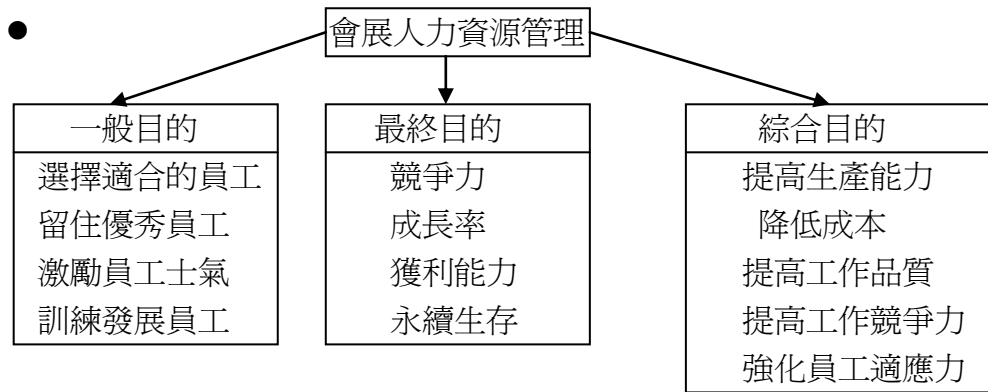 會展人力資源管理
一般目的
選擇適合的員工
留住優秀員工
激勵員工士氣
訓練發展員工
最終目的
競爭力
成長率
獲利能力
永續生存
綜合目的
提高生產能力
降低成本
提高工作品質
提高工作競爭力
強化員工適應力